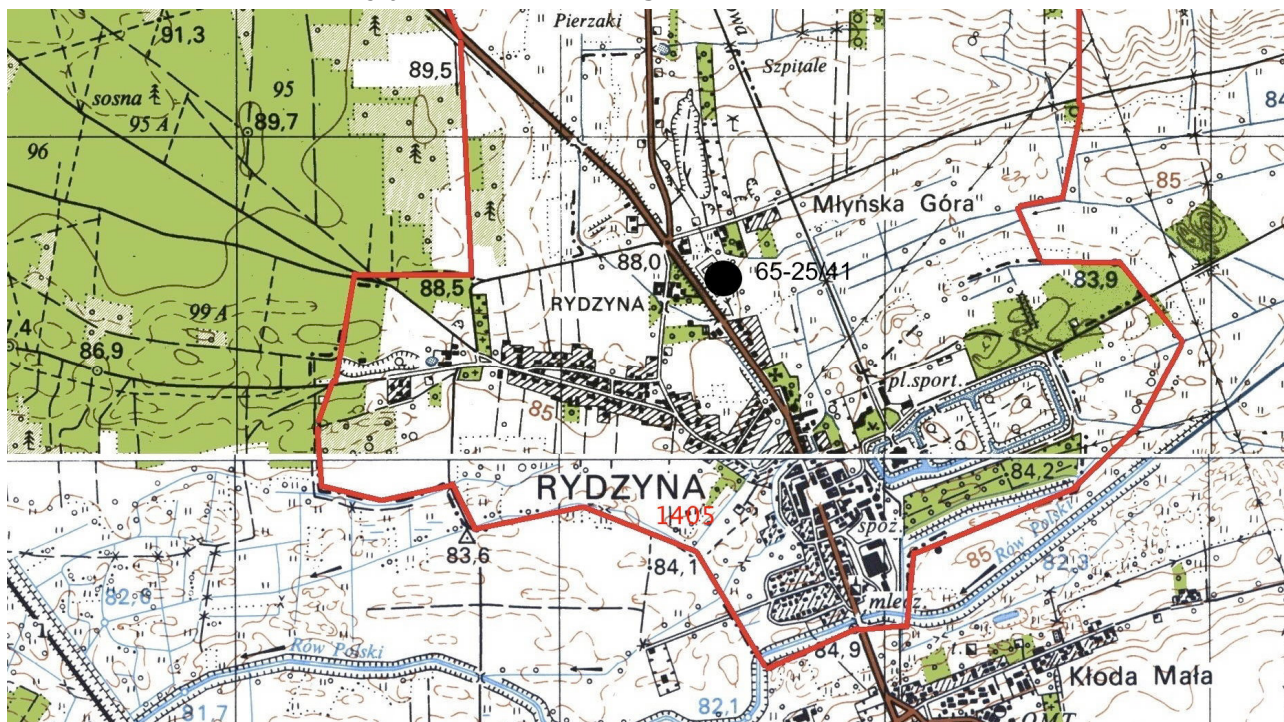 Pierzaki
91,3
89,5
Szpitale
sosna
95
84
95 A
89,7
96
85
Młyńska Góra
88,0
65-25/41
88,5
83,9
RYDZYNA
99 A
7,4
86,9
pl.sport.
85
84,2
RYDZYNA
1405
spoż.
83,6
85
Rów Polski
84,1
82,3
82,8
mlecz.
Rów Polski
84,9
Kłoda Mała
82,1
81,7